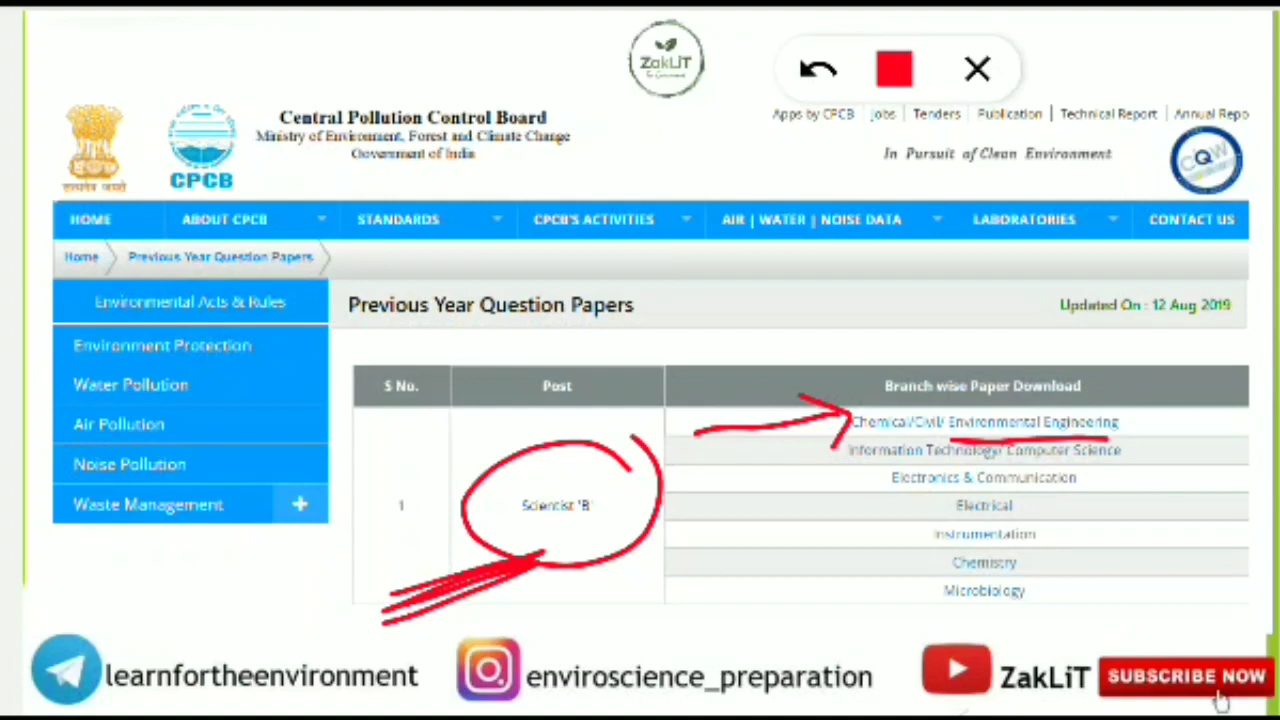 ZakLiT
Central Pollution Control Board
Ministry of Environment, Forest and Climate Change
Government of India
सत्यमेव जयते
CPCB
Apps by CPCB | Jobs | Tenders | Publication | Technical Report | Annual Repo
In Pursuit of Clean Environment
CQW
HOME ABOUT CPCB STANDARDS CPCB'S ACTIVITIES AIR | WATER | NOISE DATA LABORATORIES CONTACT US
Home Previous Year Question Papers
Environmental Acts & Rules
Environment Protection
Water Pollution
Air Pollution
Noise Pollution
Waste Management +
Previous Year Question Papers Updated On : 12 Aug 2019
S No. Post Branch wise Paper Download
1 Scientist 'B'
Chemical/Civil/ Environmental Engineering
Information Technology/ Computer Science
Electronics & Communication
Electrical
Instrumentation
Chemistry
Microbiology
learnfortheenvironment enviroscience_preparation ZakLiT SUBSCRIBE NOW